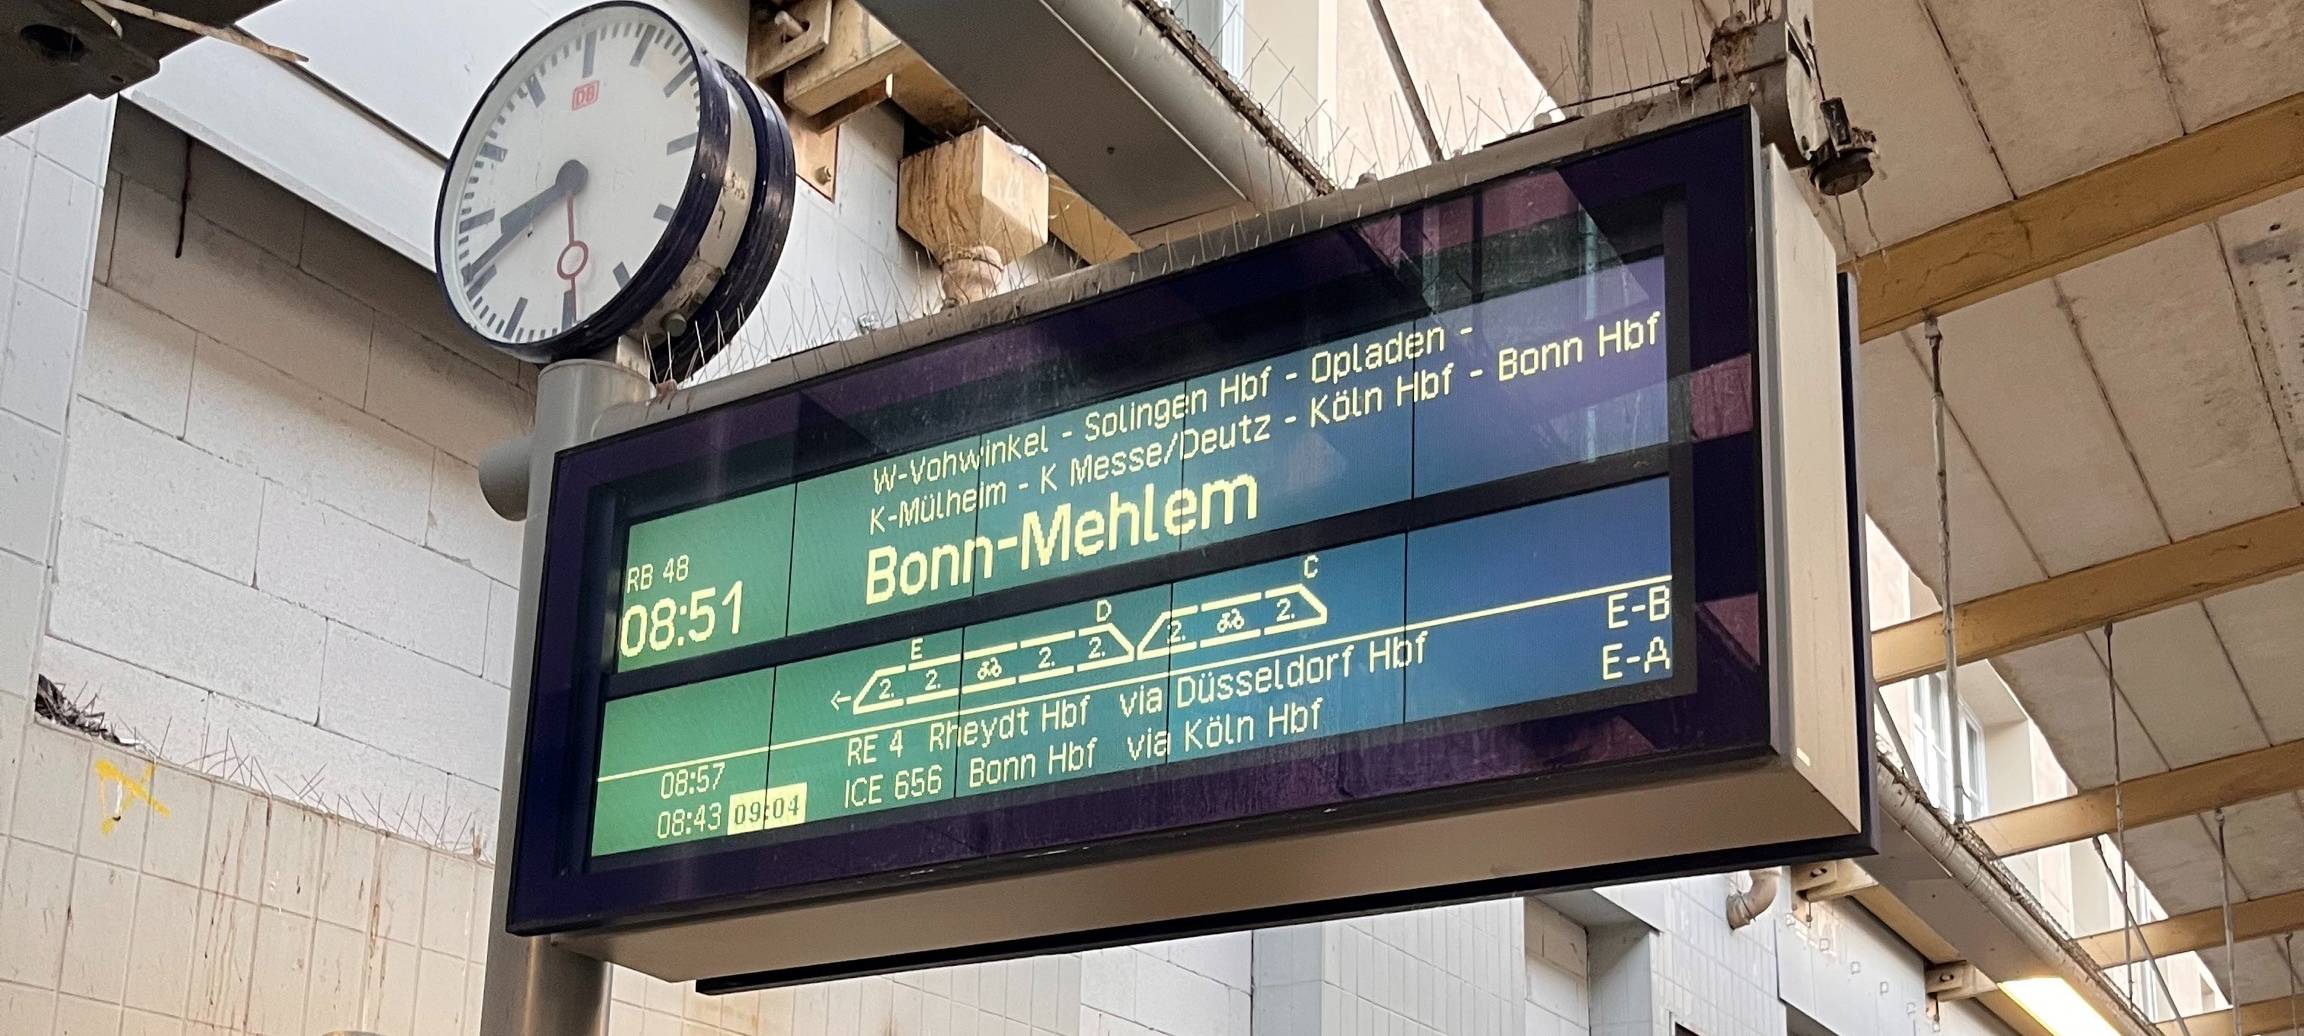 DB
W-Vohwinkel - Solingen Hbf - Opladen -
K-Mülheim - K Messe/Deutz - Köln Hbf - Bonn Hbf
RB 48
08:51 Bonn-Mehlem
E D C
2. 2. 2. 2. 2. 2.
E-B
E-A
08:57 RE 4 Rheydt Hbf via Düsseldorf Hbf
08:43 09:04 ICE 656 Bonn Hbf via Köln Hbf